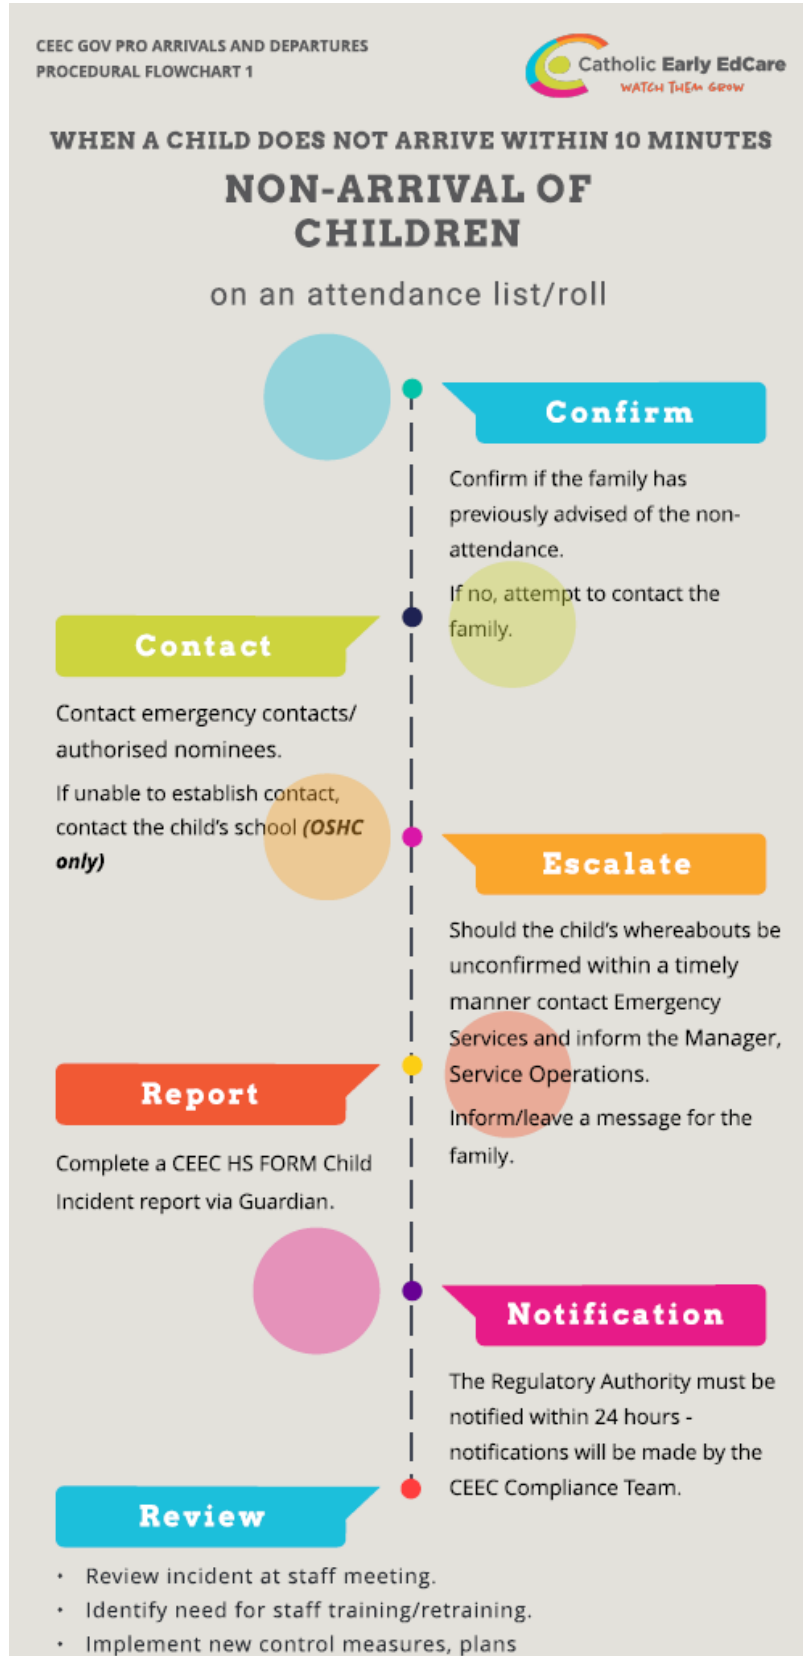 CEEC GOV PRO ARRIVALS AND DEPARTURES
PROCEDURAL FLOWCHART 1
Catholic Early EdCare
WATCH THEM GROW
WHEN A CHILD DOES NOT ARRIVE WITHIN 10 MINUTES
NON-ARRIVAL OF
CHILDREN
on an attendance list/roll
Confirm
Confirm if the family has
previously advised of the non-
attendance.
If no, attempt to contact the
family.
Contact
Contact emergency contacts/
authorised nominees.
If unable to establish contact,
contact the child's school (OSHC
only)
Escalate
Should the child's whereabouts be
unconfirmed within a timely
manner contact Emergency
Services and inform the Manager,
Service Operations.
Inform/leave a message for the
family.
Report
Complete a CEEC HS FORM Child
Incident report via Guardian.
Notification
The Regulatory Authority must be
notified within 24 hours -
notifications will be made by the
CEEC Compliance Team.
Review
• Review incident at staff meeting.
• Identify need for staff training/retraining.
• Implement new control measures, plans